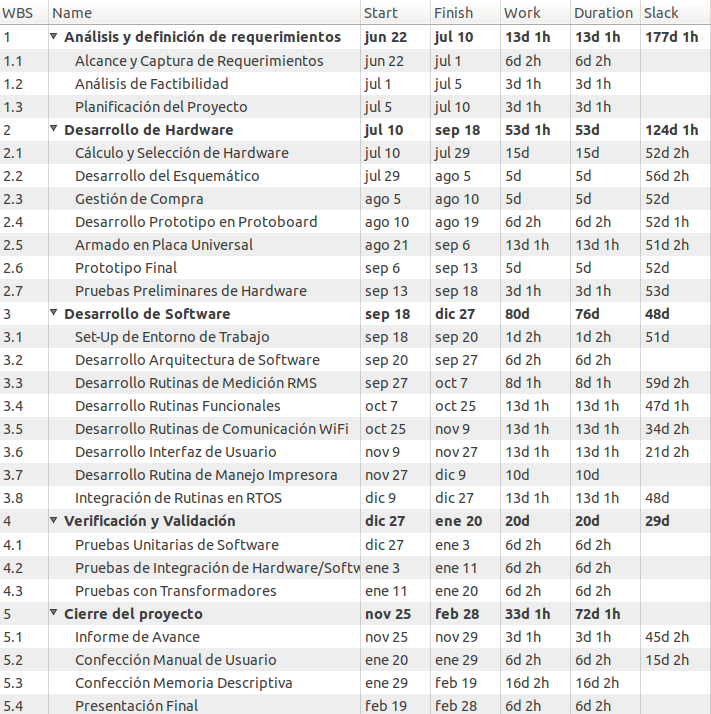 WBS Name Start Finish Work Duration Slack
1 Análisis y definición de requerimientos jun 22 jul 10 13d 1h 13d 1h 177d 1h
1.1 Alcance y Captura de Requerimientos jun 22 jul 1 6d 2h 6d 2h
1.2 Análisis de Factibilidad jul 1 jul 5 3d 1h 3d 1h
1.3 Planificación del Proyecto jul 5 jul 10 3d 1h 3d 1h
2 Desarrollo de Hardware jul 10 sep 18 53d 1h 53d 124d 1h
2.1 Cálculo y Selección de Hardware jul 10 jul 29 15d 15d 52d 2h
2.2 Desarrollo del Esquemático jul 29 ago 5 5d 5d 56d 2h
2.3 Gestión de Compra ago 5 ago 10 5d 5d 52d
2.4 Desarrollo Prototipo en Protoboard ago 10 ago 19 6d 2h 6d 2h 52d 1h
2.5 Armado en Placa Universal ago 21 sep 6 13d 1h 13d 1h 51d 2h
2.6 Prototipo Final sep 6 sep 13 5d 5d 52d
2.7 Pruebas Preliminares de Hardware sep 13 sep 18 3d 1h 3d 1h 53d
3 Desarrollo de Software sep 18 dic 27 80d 76d 48d
3.1 Set-Up de Entorno de Trabajo sep 18 sep 20 1d 2h 1d 2h 51d
3.2 Desarrollo Arquitectura de Software sep 20 sep 27 6d 2h 6d 2h
3.3 Desarrollo Rutinas de Medición RMS sep 27 oct 7 8d 1h 8d 1h 59d 2h
3.4 Desarrollo Rutinas Funcionales oct 7 oct 25 13d 1h 13d 1h 47d 1h
3.5 Desarrollo Rutinas de Comunicación WiFi oct 25 nov 9 13d 1h 13d 1h 34d 2h
3.6 Desarrollo Interfaz de Usuario nov 9 nov 27 13d 1h 13d 1h 21d 2h
3.7 Desarrollo Rutina de Manejo Impresora nov 27 dic 9 10d 10d
3.8 Integración de Rutinas en RTOS dic 9 dic 27 13d 1h 13d 1h 48d
4 Verificación y Validación dic 27 ene 20 20d 20d 29d
4.1 Pruebas Unitarias de Software dic 27 ene 3 6d 2h 6d 2h
4.2 Pruebas de Integración de Hardware/Softw ene 3 ene 11 6d 2h 6d 2h
4.3 Pruebas con Transformadores ene 11 ene 20 6d 2h 6d 2h
5 Cierre del proyecto nov 25 feb 28 33d 1h 72d 1h
5.1 Informe de Avance nov 25 nov 29 3d 1h 3d 1h 45d 2h
5.2 Confección Manual de Usuario ene 20 ene 29 6d 2h 6d 2h 15d 2h
5.3 Confección Memoria Descriptiva ene 29 feb 19 16d 2h 16d 2h
5.4 Presentación Final feb 19 feb 28 6d 2h 6d 2h